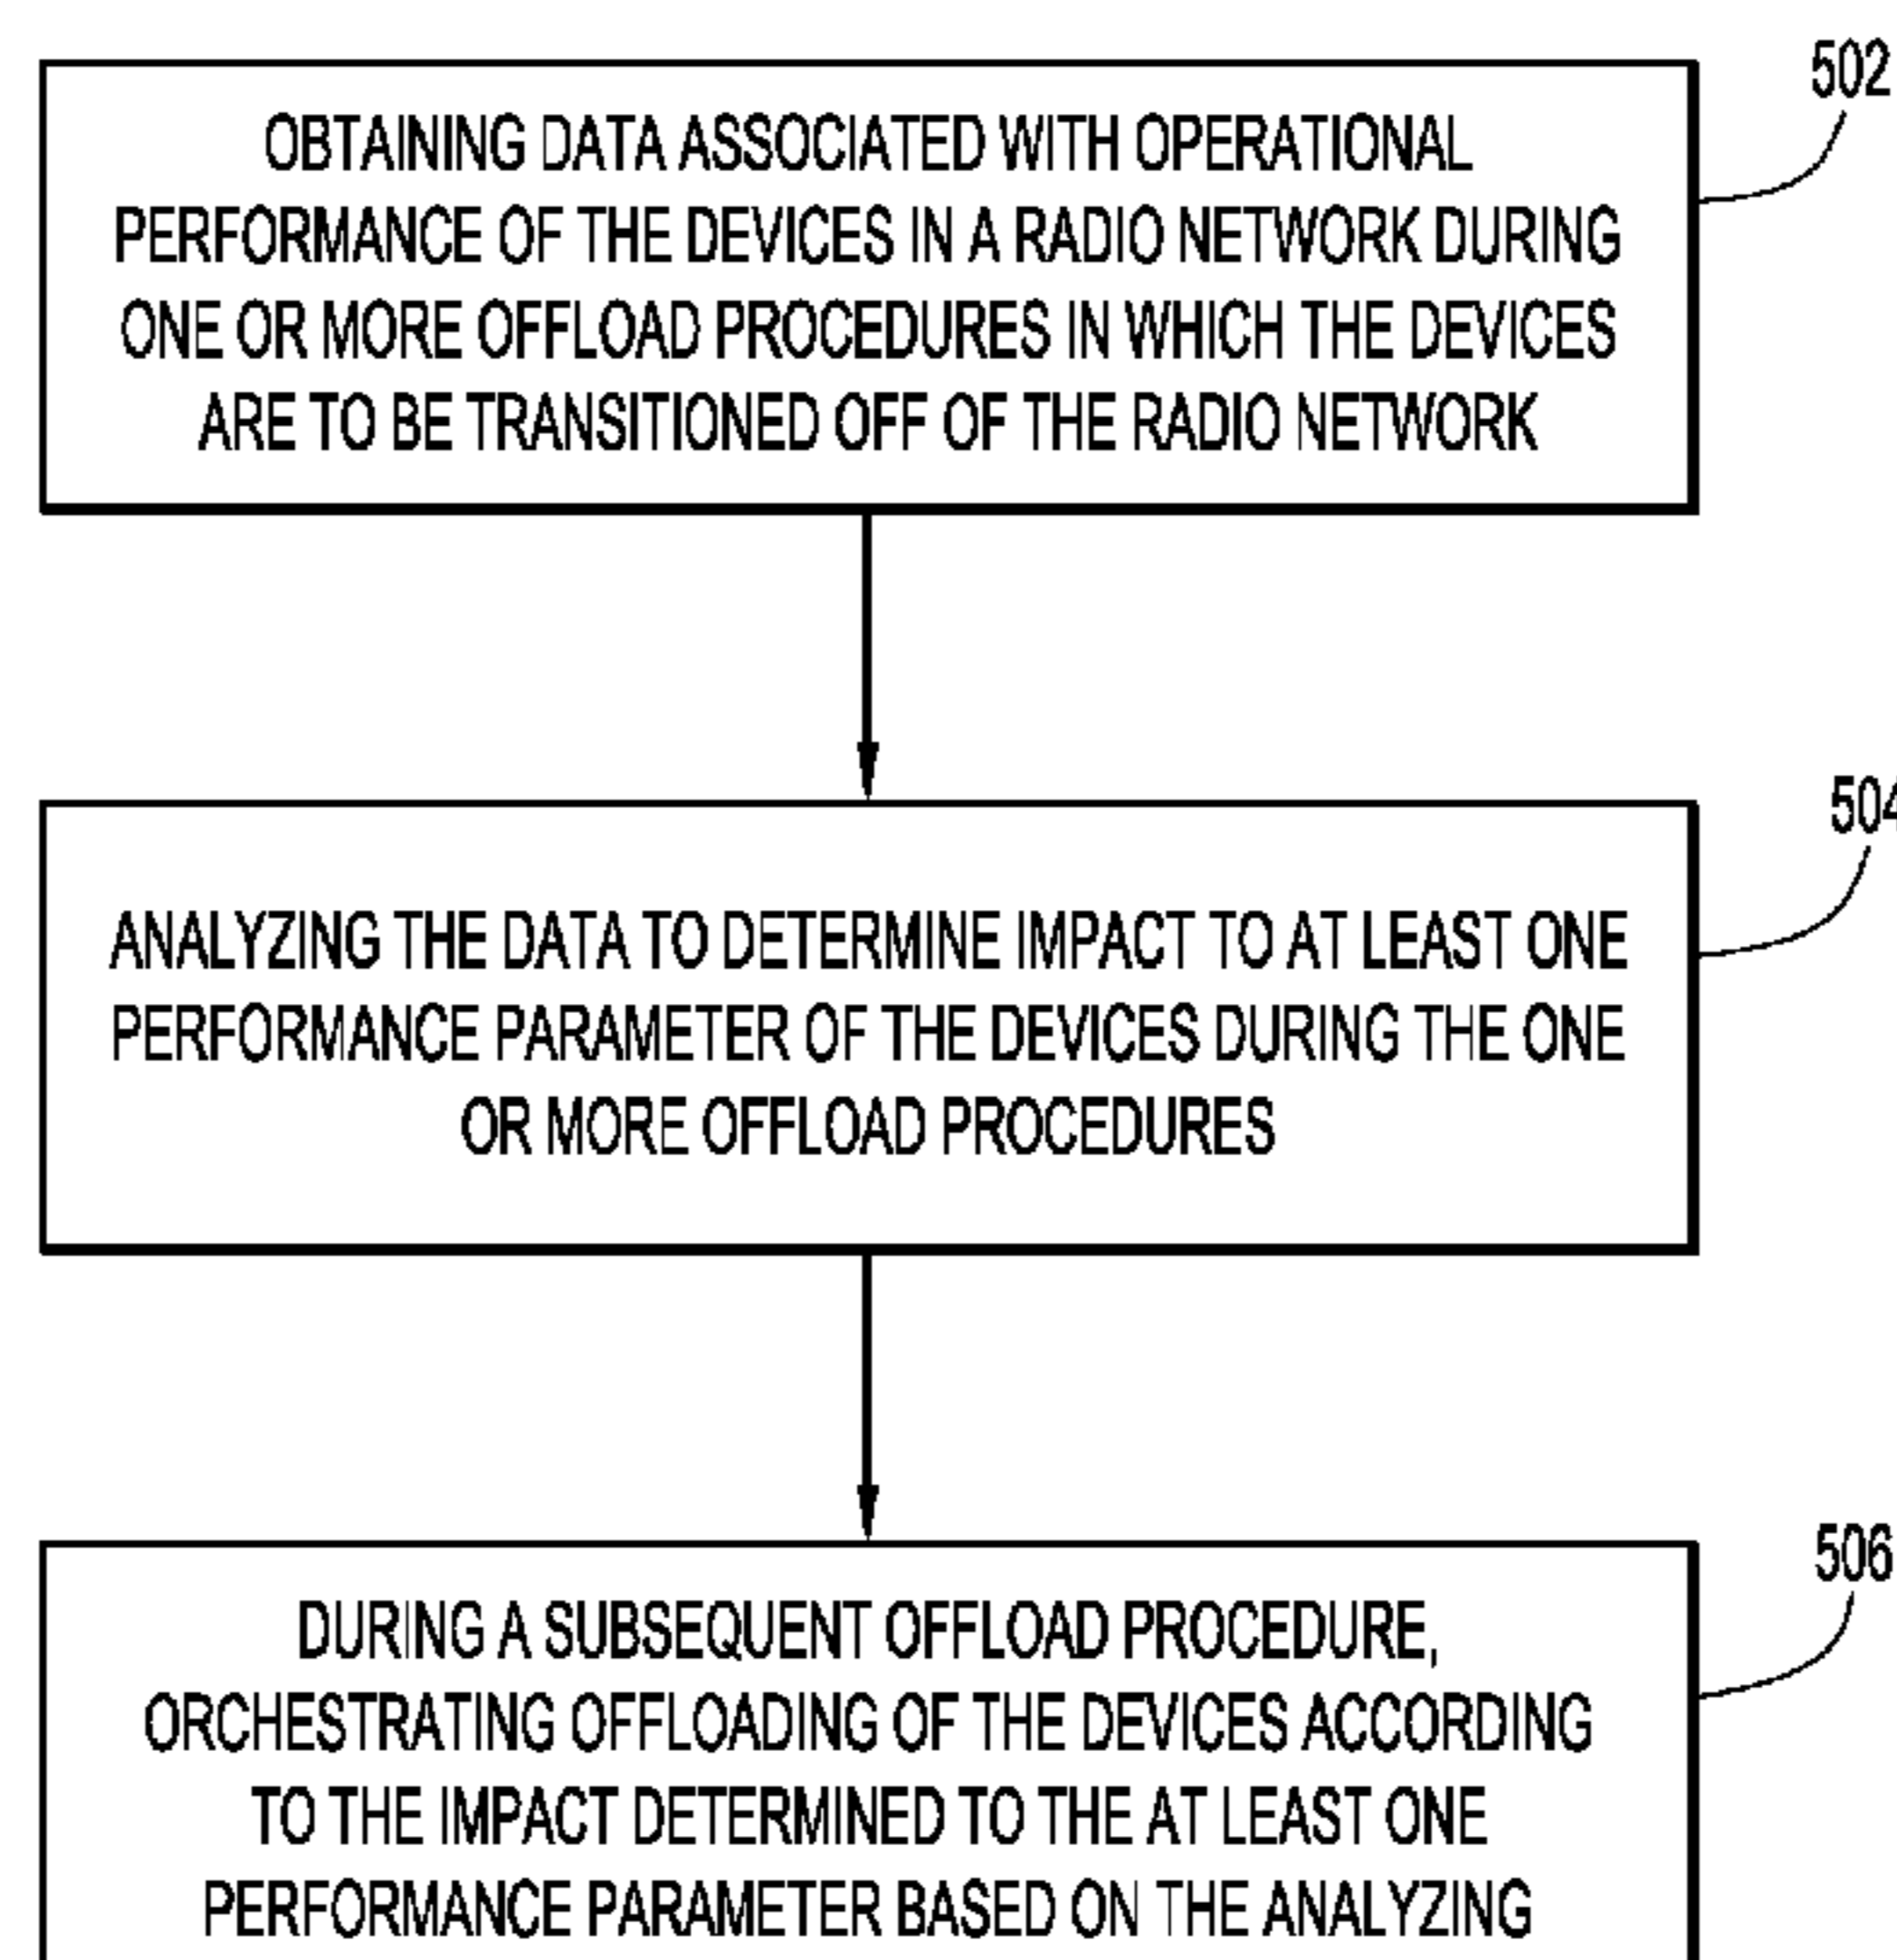 502
OBTAINING DATA ASSOCIATED WITH OPERATIONAL
PERFORMANCE OF THE DEVICES IN A RADIO NETWORK DURING
ONE OR MORE OFFLOAD PROCEDURES IN WHICH THE DEVICES
ARE TO BE TRANSITIONED OFF OF THE RADIO NETWORK
504
ANALYZING THE DATA TO DETERMINE IMPACT TO AT LEAST ONE
PERFORMANCE PARAMETER OF THE DEVICES DURING THE ONE
OR MORE OFFLOAD PROCEDURES
506
DURING A SUBSEQUENT OFFLOAD PROCEDURE,
ORCHESTRATING OFFLOADING OF THE DEVICES ACCORDING
TO THE IMPACT DETERMINED TO THE AT LEAST ONE
PERFORMANCE PARAMETER BASED ON THE ANALYZING